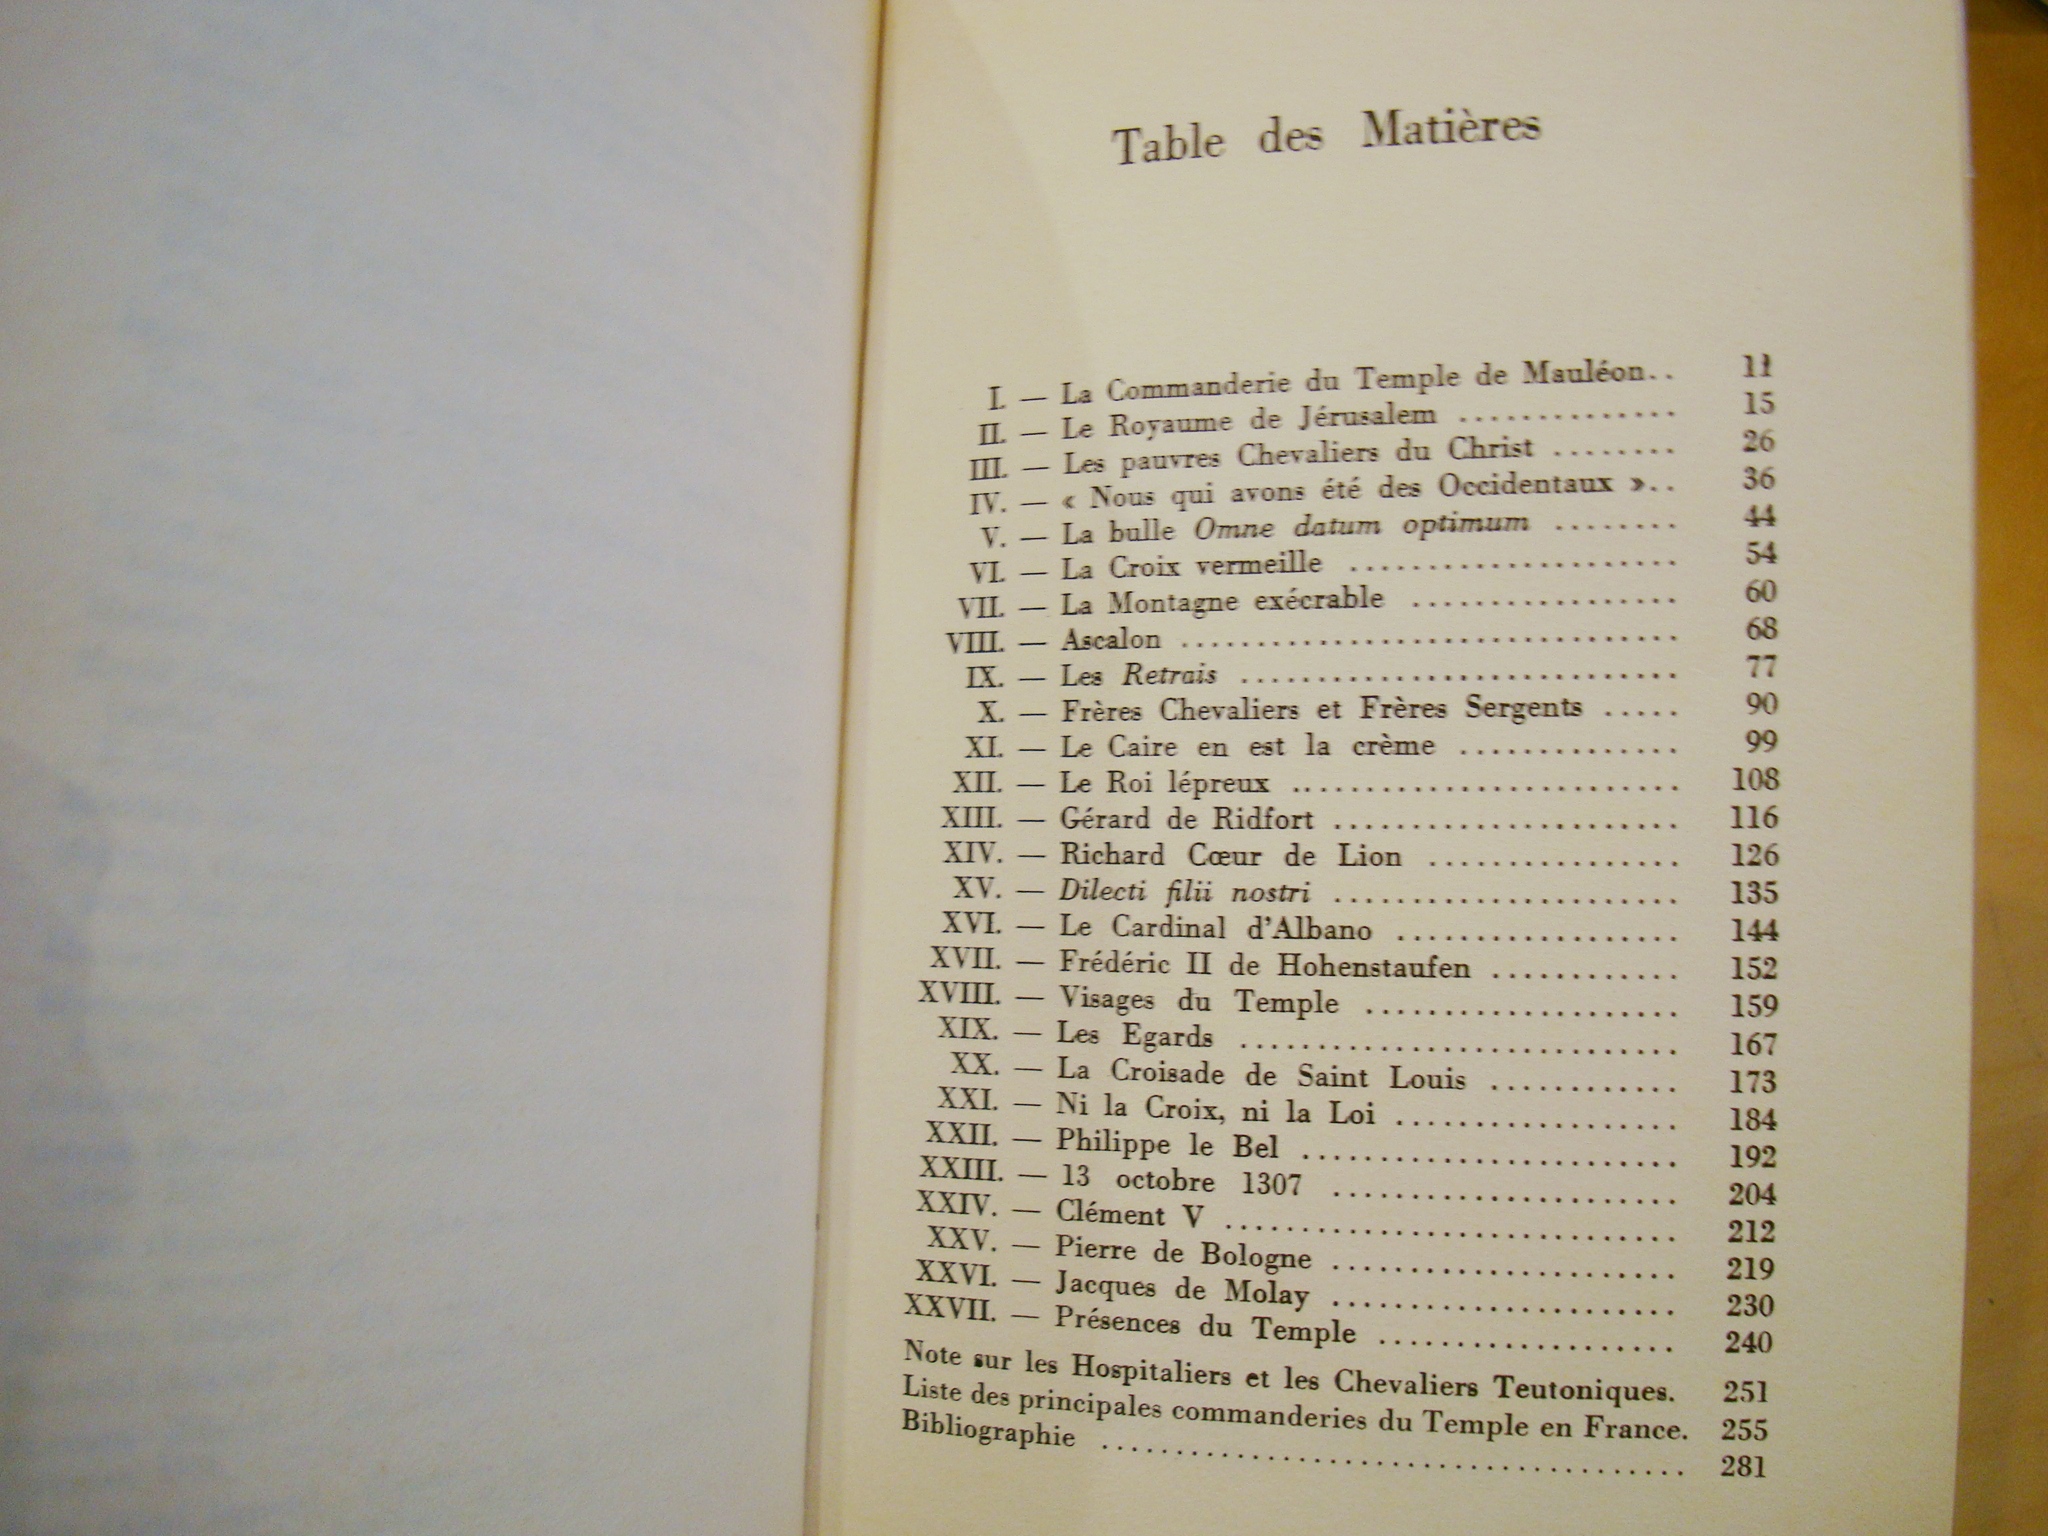 Table des Matières
I. — La Commanderie du Temple de Mauléon.. 11
II. — Le Royaume de Jérusalem .............. 15
III. — Les pauvres Chevaliers du Christ ........ 26
IV. — « Nous qui avons été des Occidentaux ».. 36
V. — La bulle Omne datum optimum ........ 44
VI. — La Croix vermeille ..................... 54
VII. — La Montagne exécrable ................. 60
VIII. — Ascalon ................................ 68
IX. — Les Retrais ............................ 77
X. — Frères Chevaliers et Frères Sergents ..... 90
XI. — Le Caire en est la crème .............. 99
XII. — Le Roi lépreux ......................... 108
XIII. — Gérard de Ridfort ...................... 116
XIV. — Richard Cœur de Lion ................ 126
XV. — Dilecti filii nostri ...................... 135
XVI. — Le Cardinal d'Albano .................. 144
XVII. — Frédéric II de Hohenstaufen ............ 152
XVIII. — Visages du Temple .................... 159
XIX. — Les Egards ............................ 167
XX. — La Croisade de Saint Louis ............ 173
XXI. — Ni la Croix, ni la Loi .................. 184
XXII. — Philippe le Bel ........................ 192
XXIII. — 13 octobre 1307 ...................... 204
XXIV. — Clément V ............................. 212
XXV. — Pierre de Bologne ...................... 219
XXVI. — Jacques de Molay ...................... 230
XXVII. — Présences du Temple ................... 240
Note sur les Hospitaliers et les Chevaliers Teutoniques. 251
Liste des principales commanderies du Temple en France. 255
Bibliographie ...................................... 281